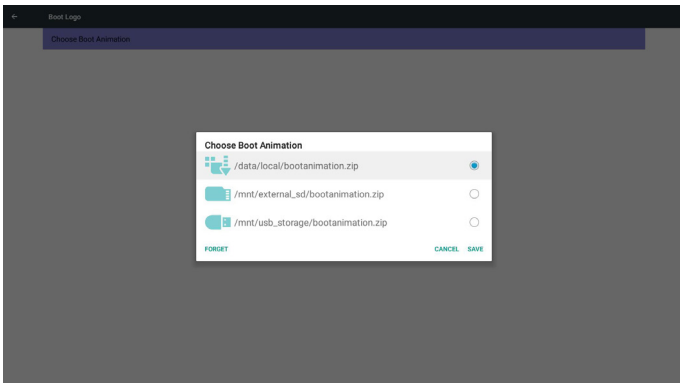 Boot Logo
Choose Boot Animation
Choose Boot Animation
/data/local/bootanimation.zip
/mnt/external_sd/bootanimation.zip
/mnt/usb_storage/bootanimation.zip
FORGET CANCEL SAVE